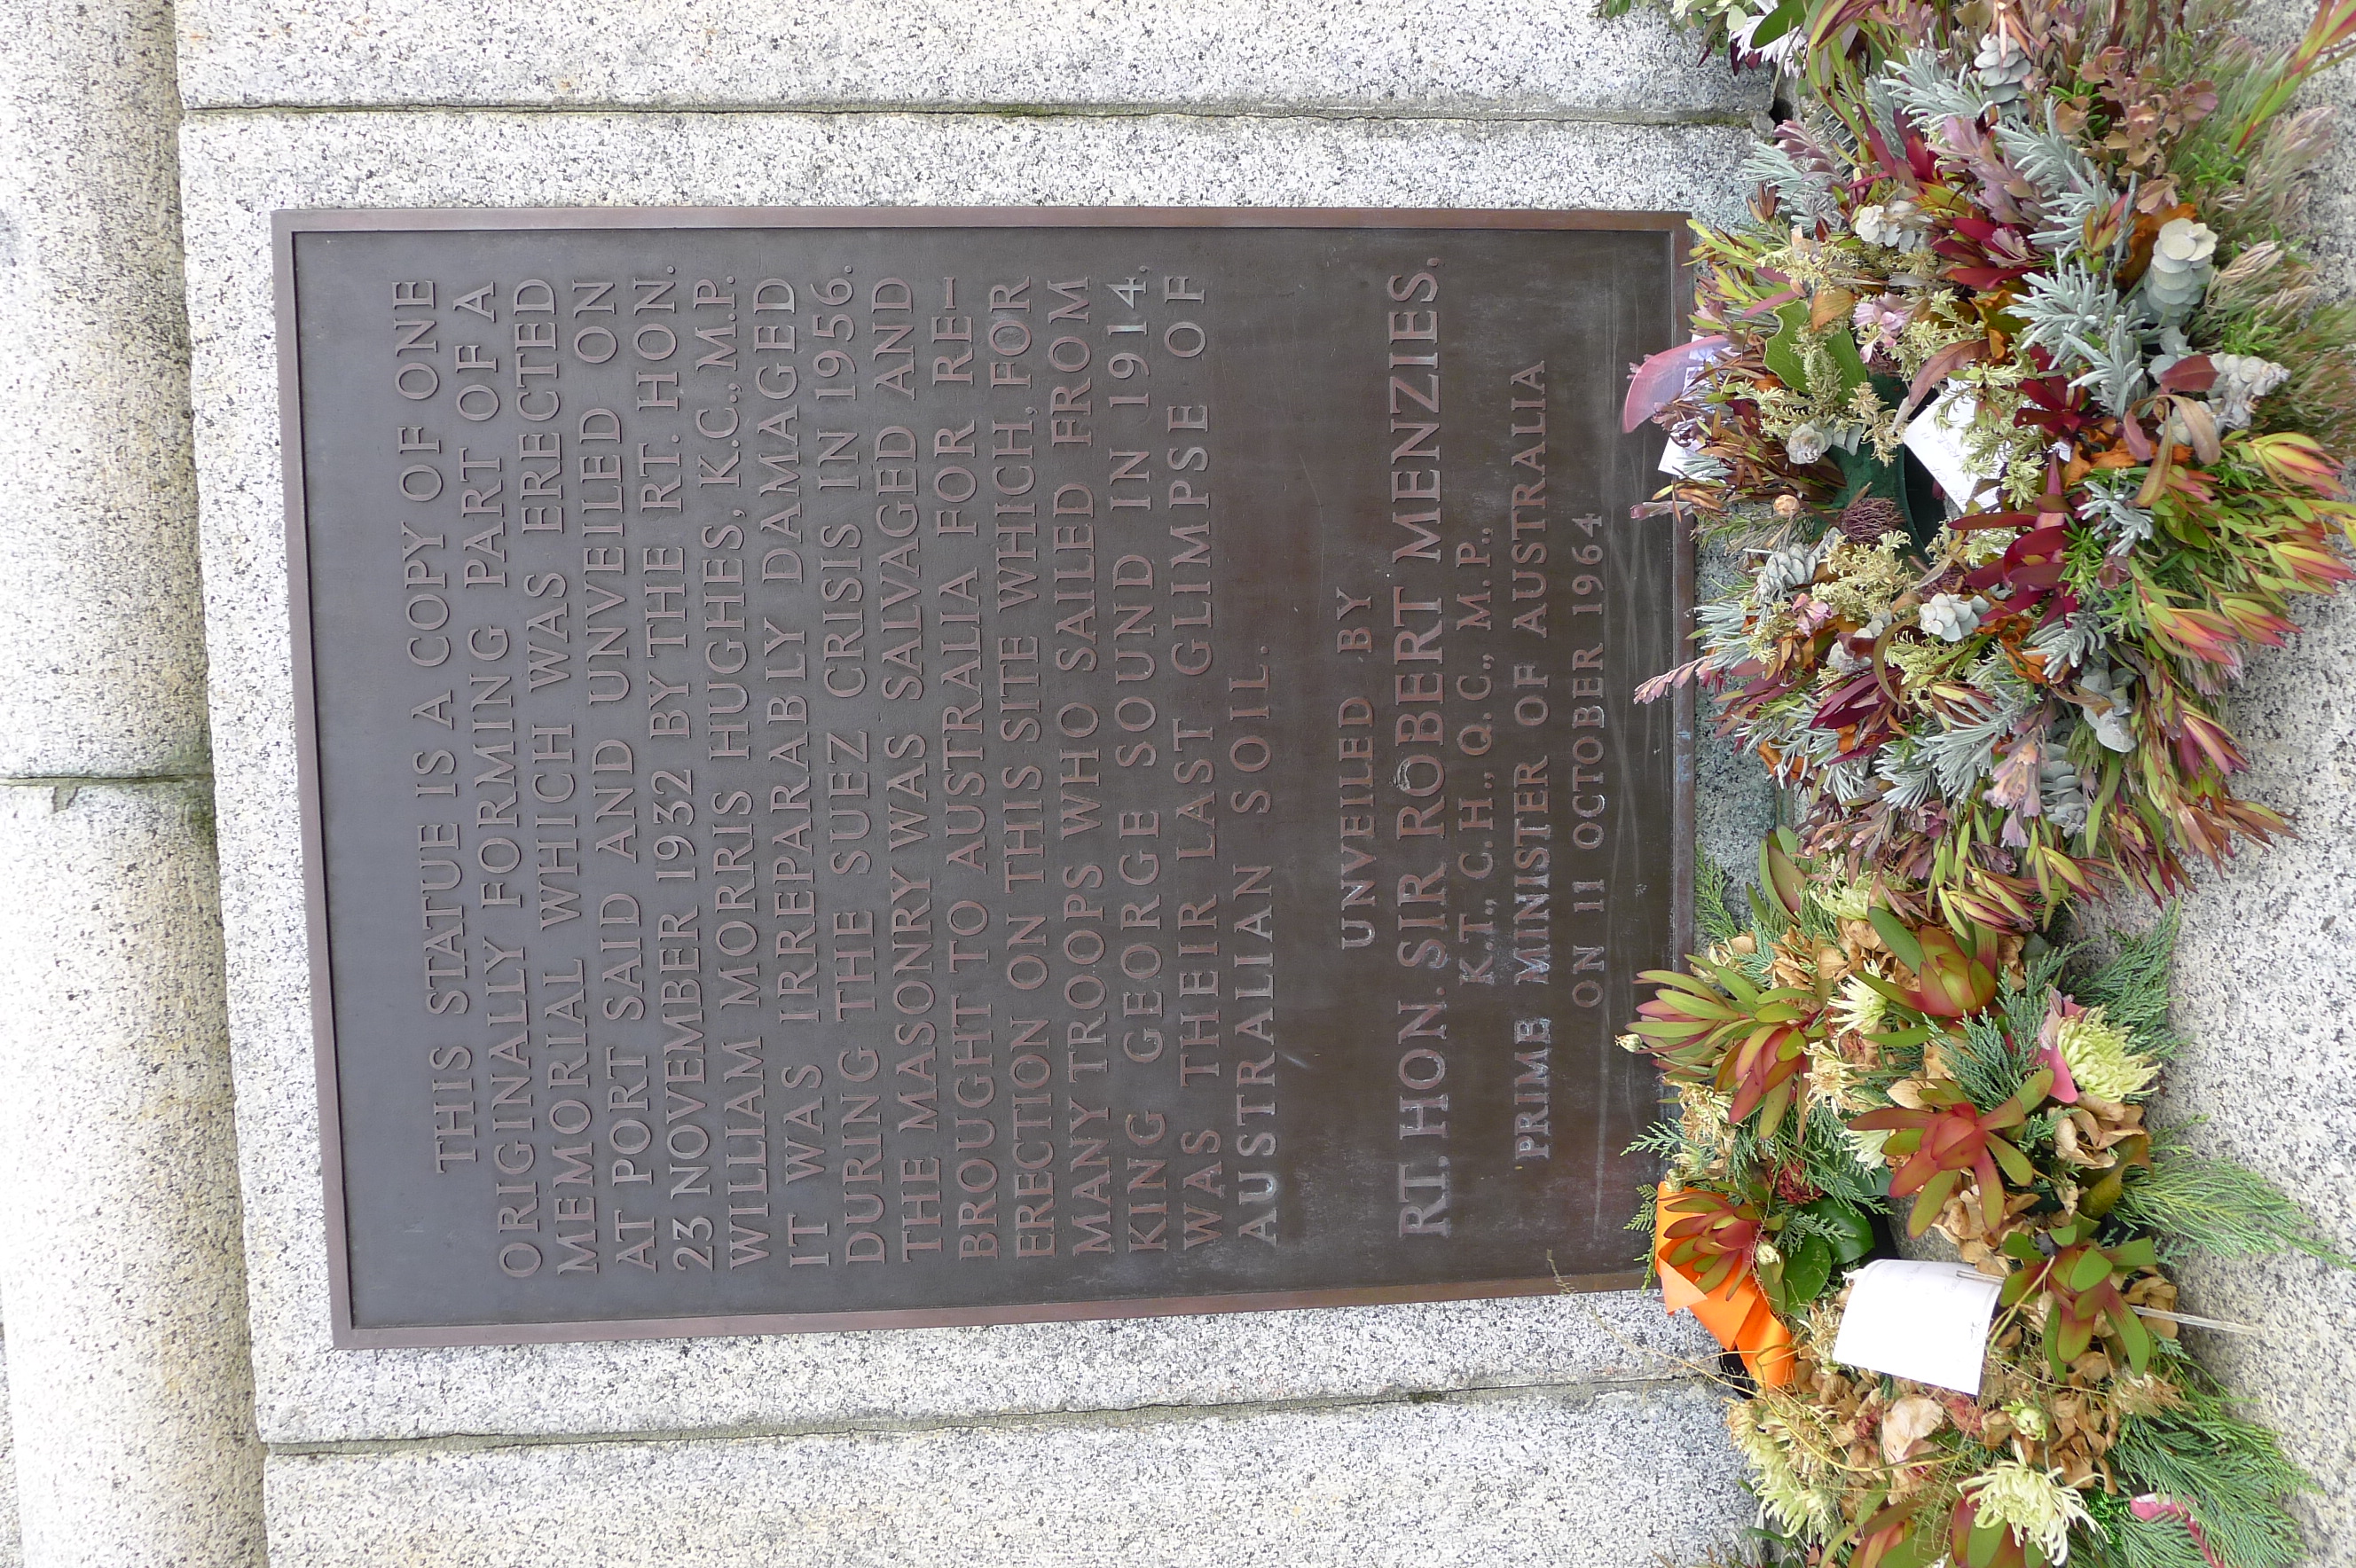 THIS STATUE IS A COPY OF ONE
ORIGINALLY FORMING PART OF A
MEMORIAL WHICH WAS ERECTED
AT PORT SAID AND UNVEILED ON
23 NOVEMBER 1932 BY THE RT. HON.
WILLIAM MORRIS HUGHES, K.C., M.P.
IT WAS IRREPARABLY DAMAGED
DURING THE SUEZ CRISIS IN 1956.
THE MASONRY WAS SALVAGED AND
BROUGHT TO AUSTRALIA FOR RE-
ERECTION ON THIS SITE WHICH, FOR
MANY TROOPS WHO SAILED FROM
KING GEORGE SOUND IN 1914,
WAS THEIR LAST GLIMPSE OF
AUSTRALIAN SOIL.
UNVEILED BY
RT. HON. SIR ROBERT MENZIES,
K.T., C.H., Q.C., M.P.,
PRIME MINISTER OF AUSTRALIA
ON 11 OCTOBER 1964